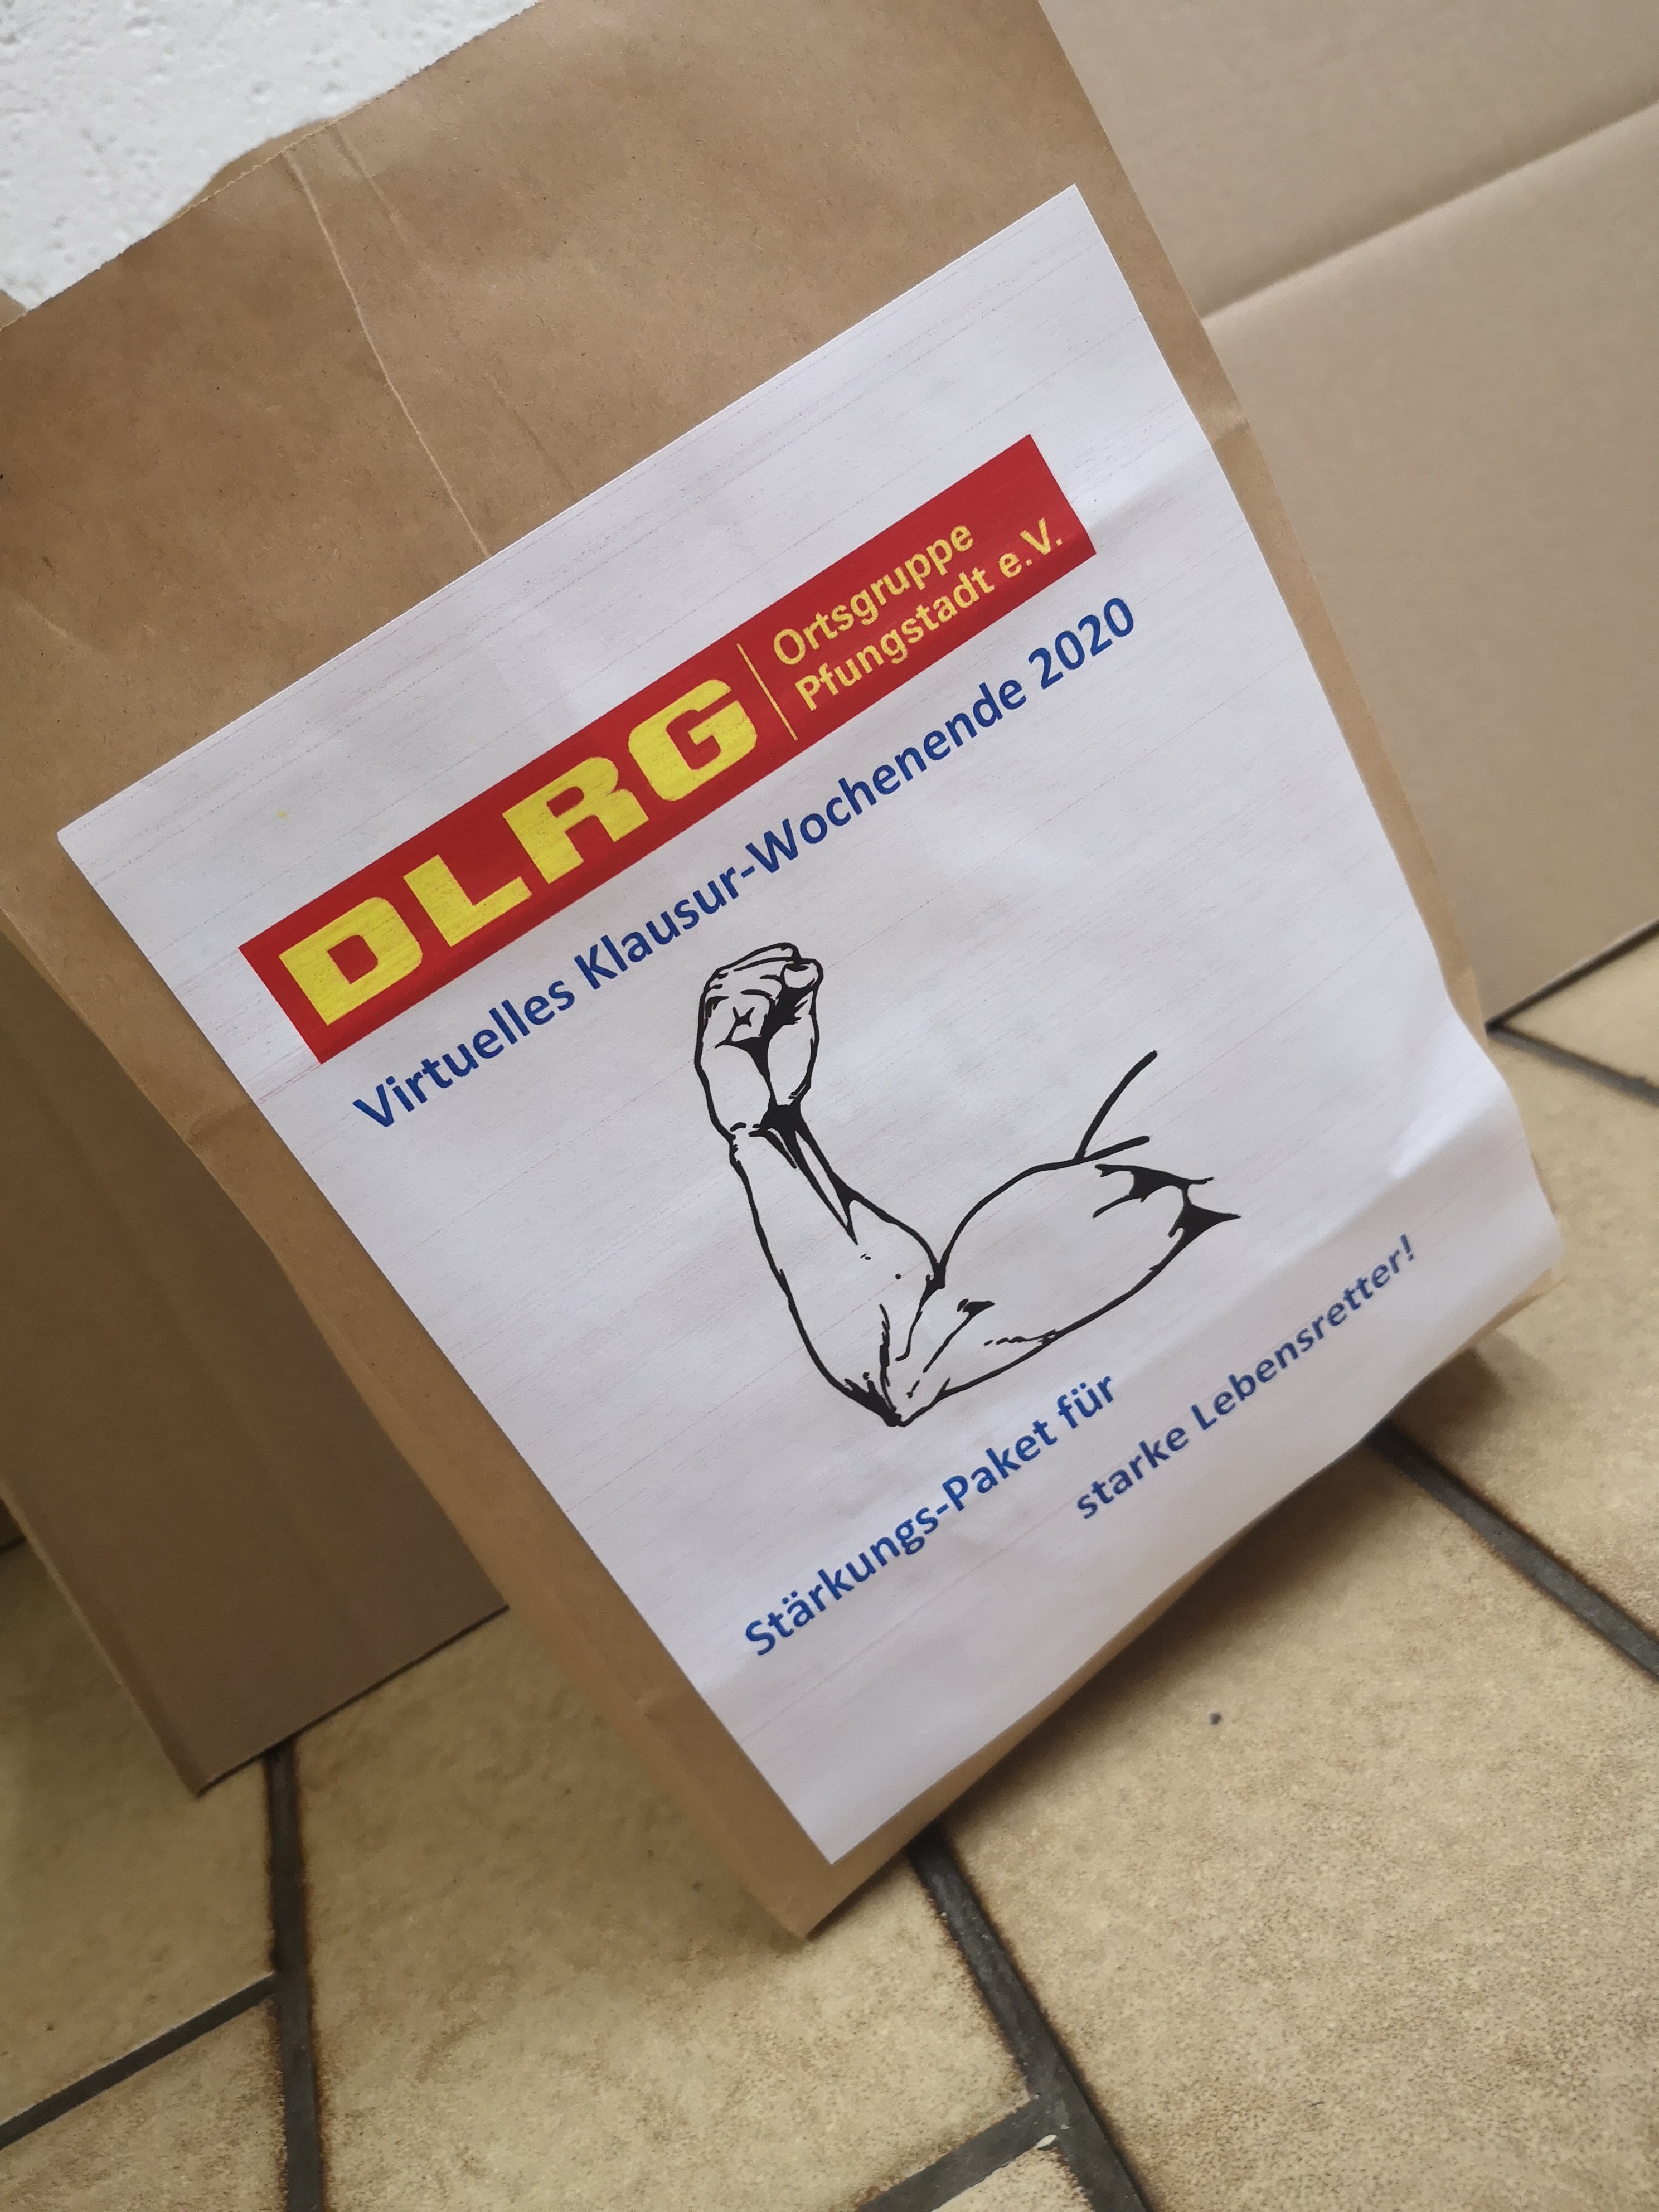 DLRG
Ortsgruppe
Pfungstadt e.V.
Virtuelles Klausur-Wochenende 2020
Stärkungs-Paket für
starke Lebensretter!